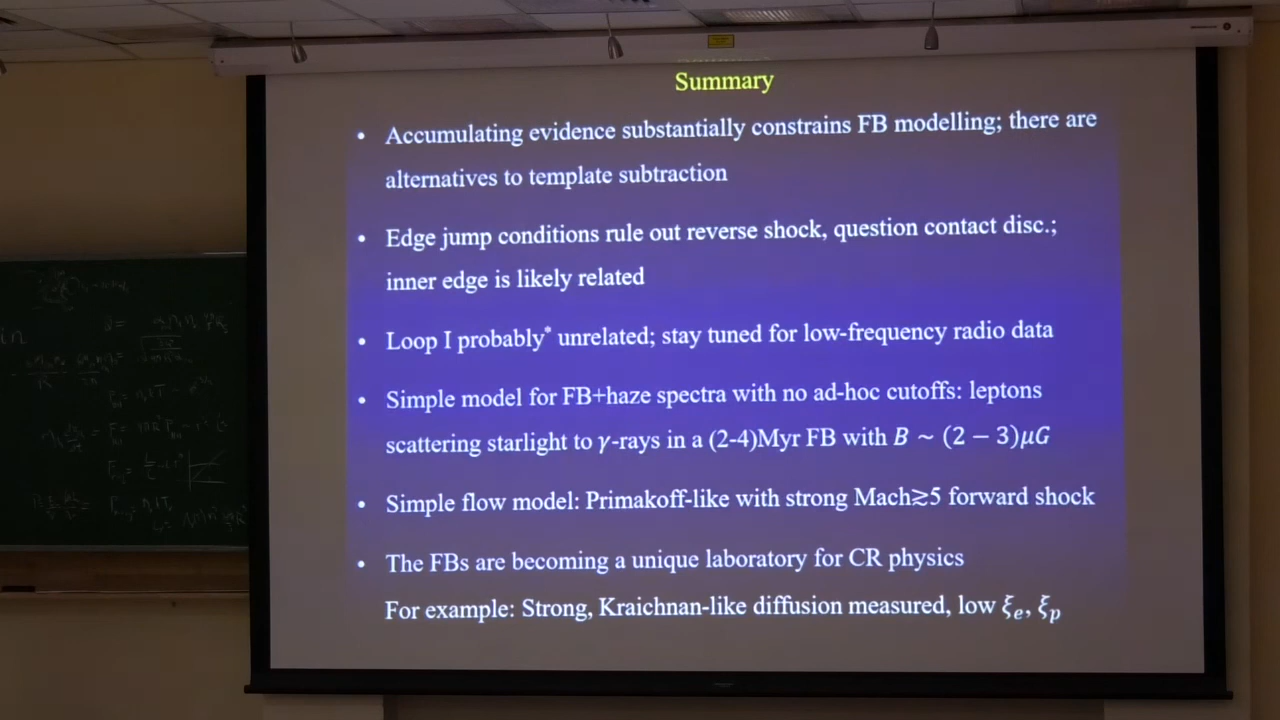 Summary
• Accumulating evidence substantially constrains FB modelling; there are
alternatives to template subtraction
• Edge jump conditions rule out reverse shock, question contact disc.;
inner edge is likely related
• Loop I probably* unrelated; stay tuned for low-frequency radio data
• Simple model for FB+haze spectra with no ad-hoc cutoffs: leptons
scattering starlight to γ-rays in a (2-4)Myr FB with B ~ (2 − 3)μG
• Simple flow model: Primakoff-like with strong Mach≳5 forward shock
• The FBs are becoming a unique laboratory for CR physics
For example: Strong, Kraichnan-like diffusion measured, low ξₑ, ξₚ